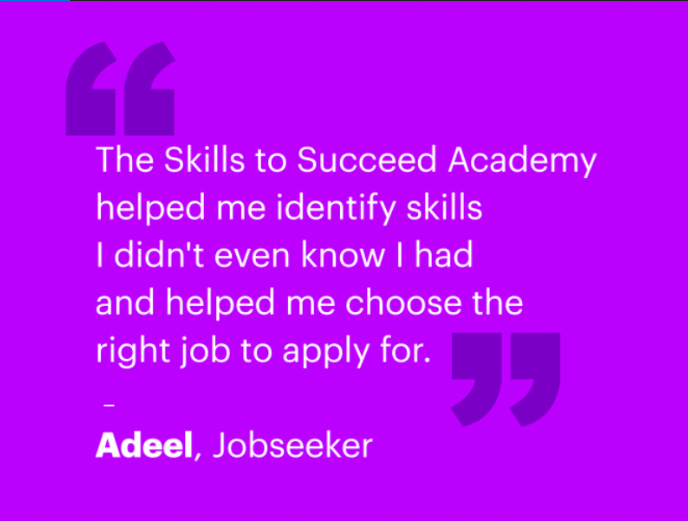 The Skills to Succeed Academy
helped me identify skills
I didn't even know I had
and helped me choose the
right job to apply for.
–
Adeel, Jobseeker